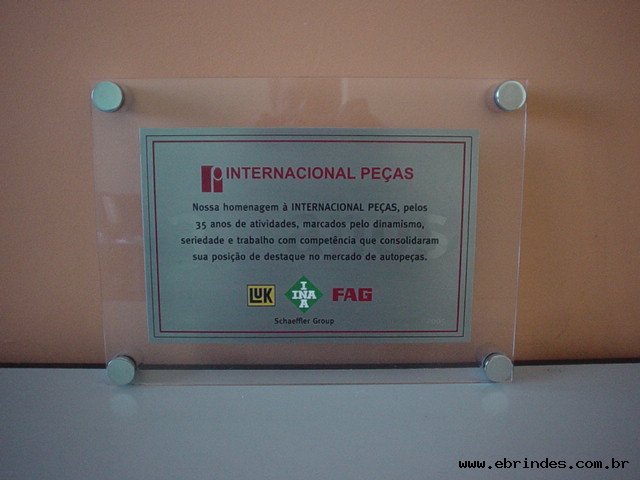 INTERNACIONAL PEÇAS
Nossa homenagem à INTERNACIONAL PEÇAS, pelos
35 anos de atividades, marcados pelo dinamismo,
seriedade e trabalho com competência que consolidaram
sua posição de destaque no mercado de autopeças.
LUK INA INA FAG
Schaeffler Group
www.ebrindes.com.br